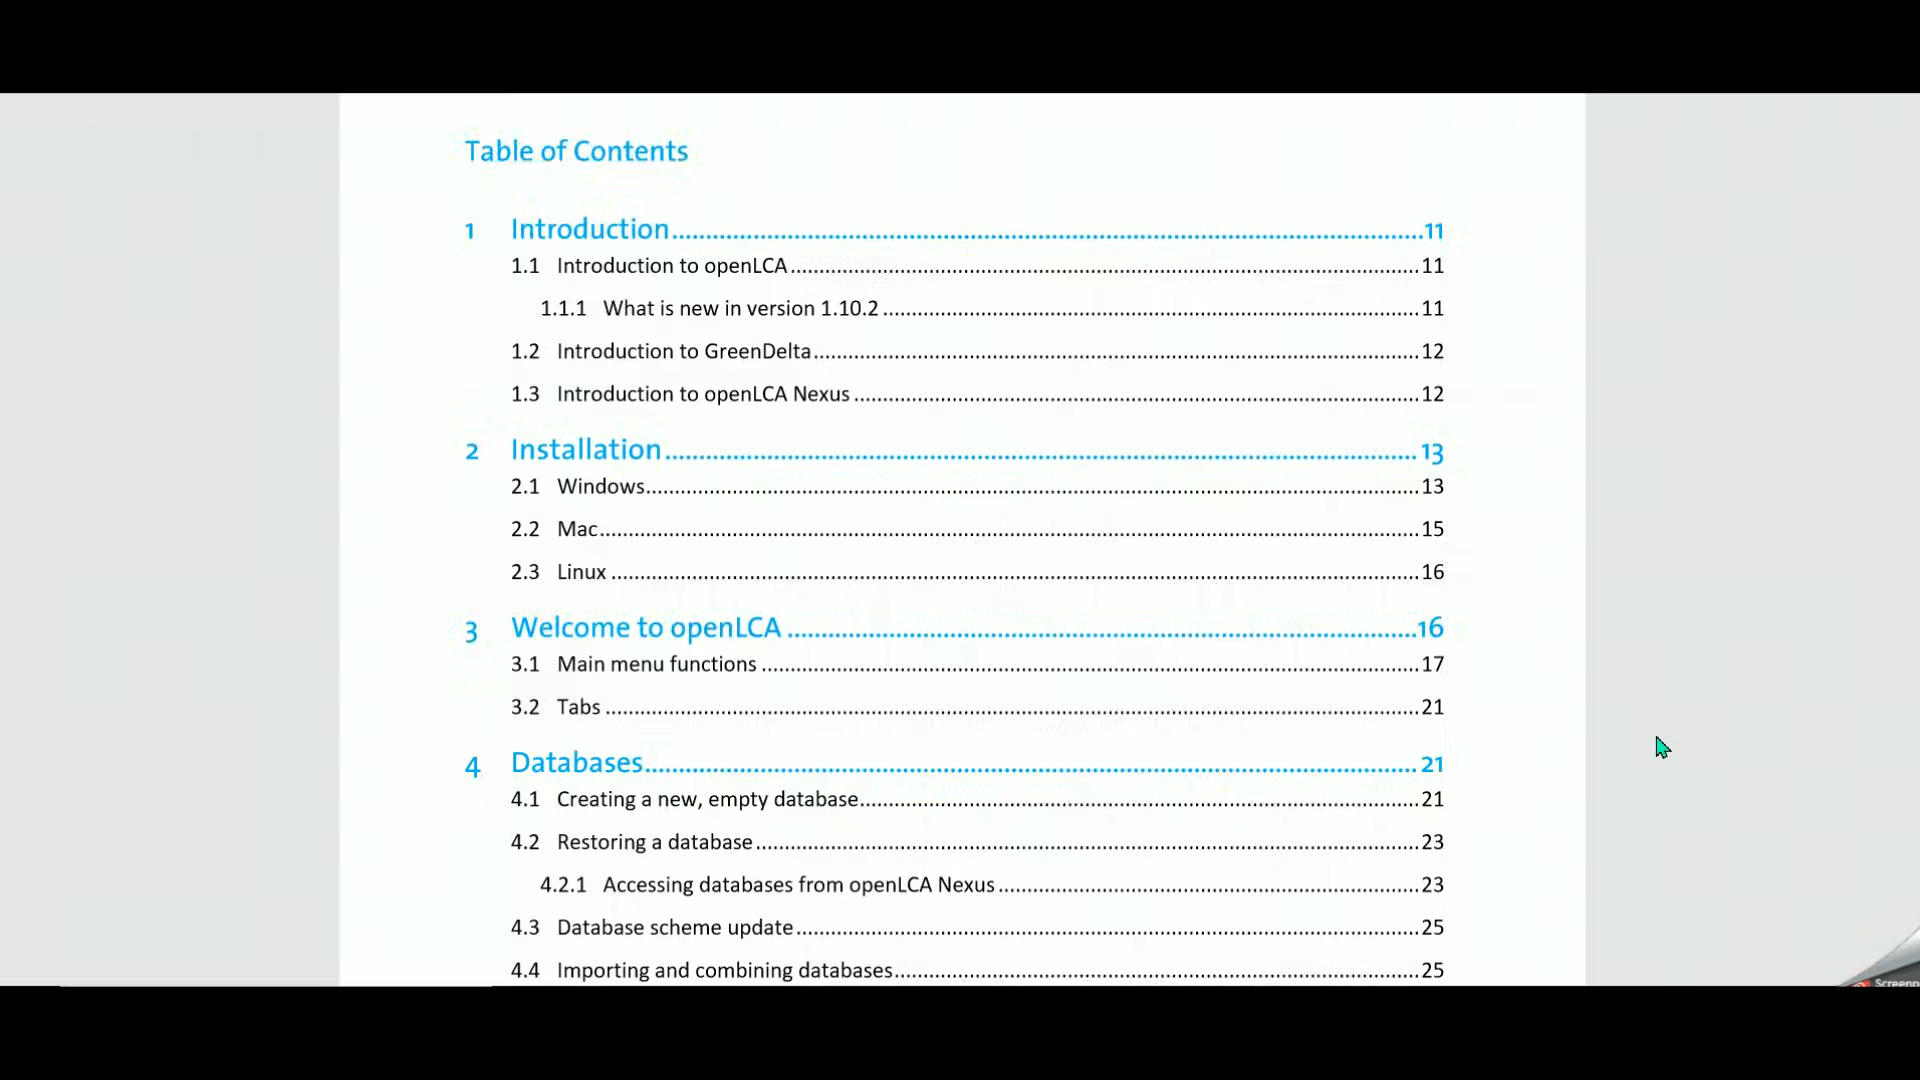 Table of Contents
1 Introduction 11
1.1 Introduction to openLCA 11
1.1.1 What is new in version 1.10.2 11
1.2 Introduction to GreenDelta 12
1.3 Introduction to openLCA Nexus 12
2 Installation 13
2.1 Windows 13
2.2 Mac 15
2.3 Linux 16
3 Welcome to openLCA 16
3.1 Main menu functions 17
3.2 Tabs 21
4 Databases 21
4.1 Creating a new, empty database 21
4.2 Restoring a database 23
4.2.1 Accessing databases from openLCA Nexus 23
4.3 Database scheme update 25
4.4 Importing and combining databases 25